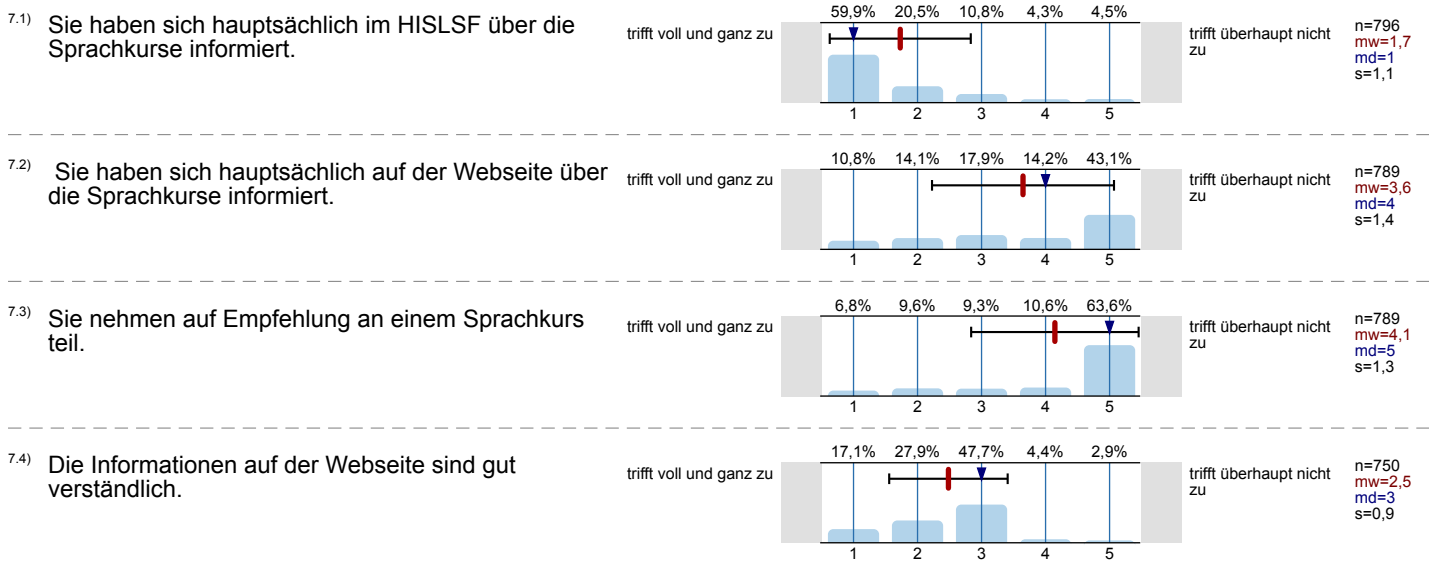 7.1) Sie haben sich hauptsächlich im HISLSF über die
Sprachkurse informiert.
trifft voll und ganz zu
59,9% 20,5% 10,8% 4,3% 4,5%
1 2 3 4 5
trifft überhaupt nicht
zu
n=796
mw=1,7
md=1
s=1,1
7.2) Sie haben sich hauptsächlich auf der Webseite über
die Sprachkurse informiert.
trifft voll und ganz zu
10,8% 14,1% 17,9% 14,2% 43,1%
1 2 3 4 5
trifft überhaupt nicht
zu
n=789
mw=3,6
md=4
s=1,4
7.3) Sie nehmen auf Empfehlung an einem Sprachkurs
teil.
trifft voll und ganz zu
6,8% 9,6% 9,3% 10,6% 63,6%
1 2 3 4 5
trifft überhaupt nicht
zu
n=789
mw=4,1
md=5
s=1,3
7.4) Die Informationen auf der Webseite sind gut
verständlich.
trifft voll und ganz zu
17,1% 27,9% 47,7% 4,4% 2,9%
1 2 3 4 5
trifft überhaupt nicht
zu
n=750
mw=2,5
md=3
s=0,9